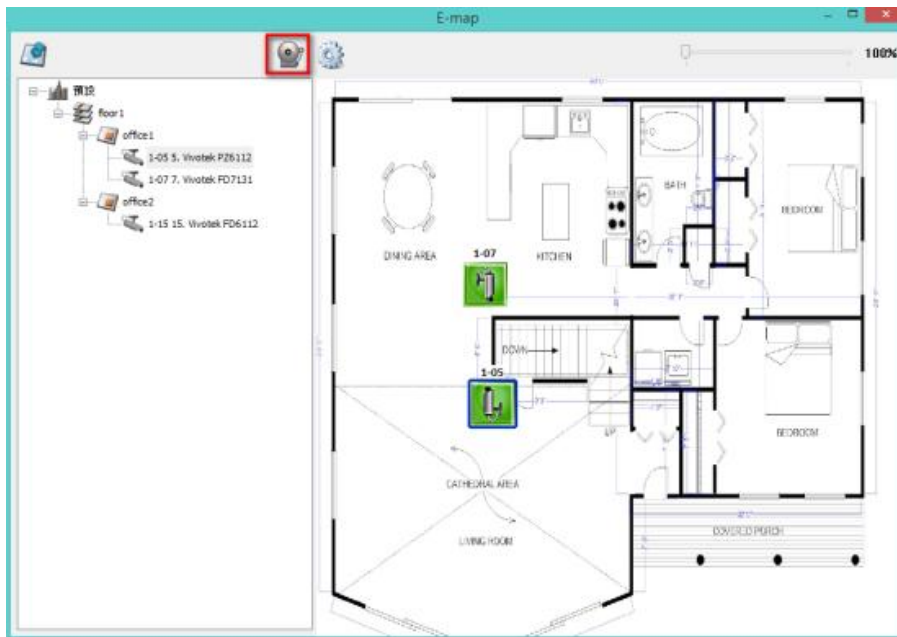 E-map
100%
預設
floor1
office1
1-05 5. Vivotek PZ6112
1-07 7. Vivotek FD7131
office2
1-15 15. Vivotek FD6112
BATH
BEDROOM
DINING AREA
1-07
KITCHEN
DOWN
1-05
UP
BEDROOM
CATHEDRAL AREA
LIVING ROOM
COVERED PORCH